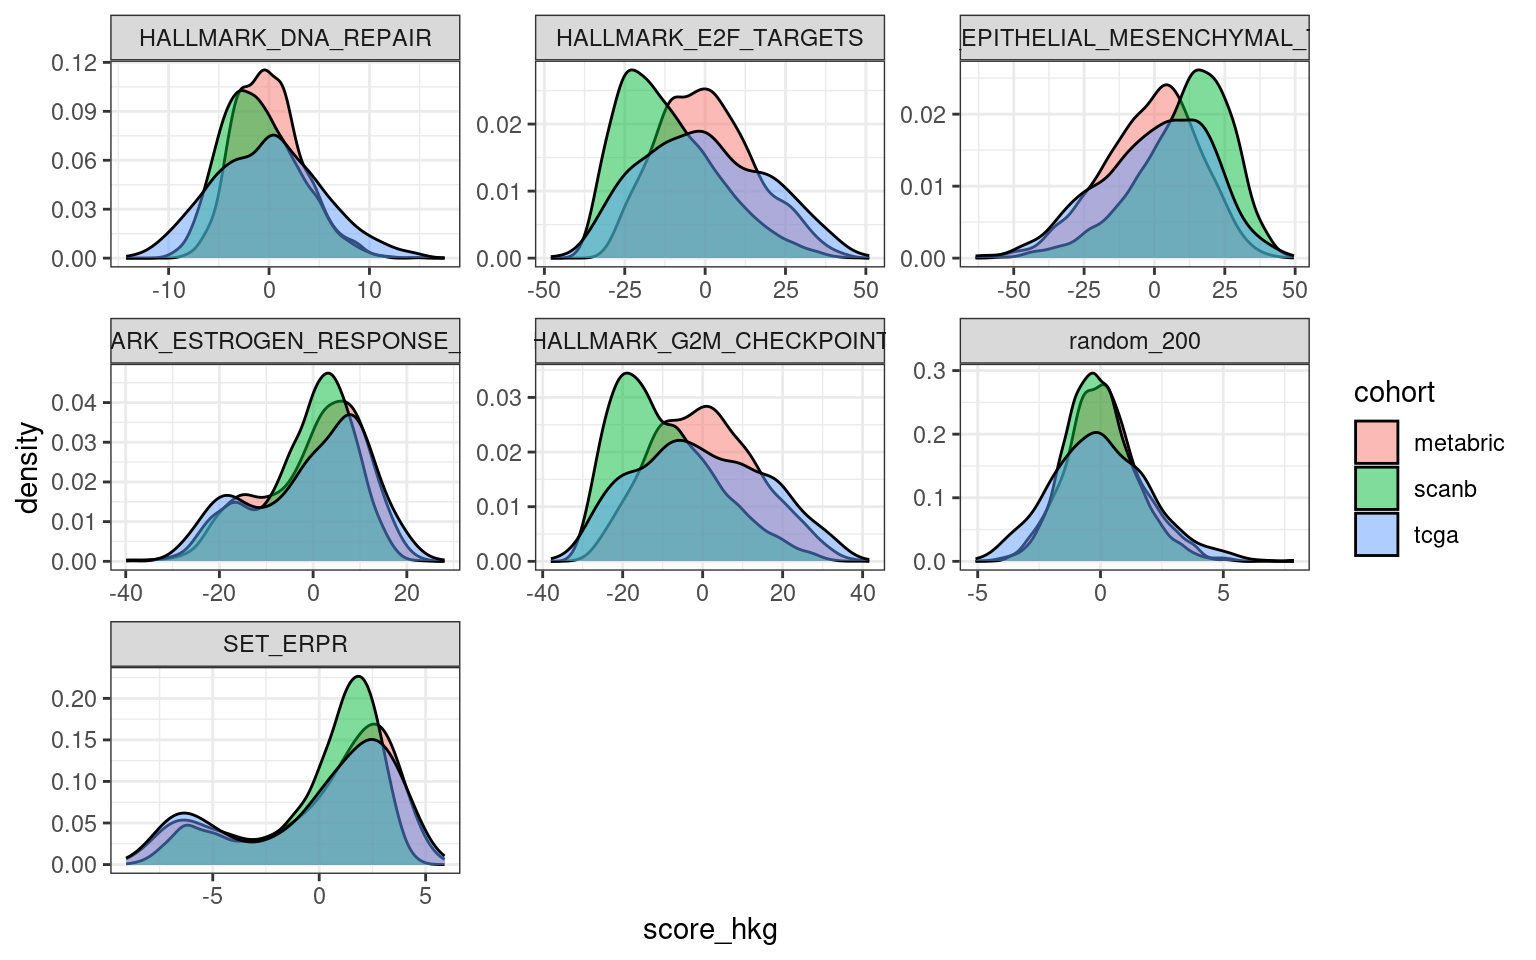 HALLMARK_DNA_REPAIR
HALLMARK_E2F_TARGETS
EPITHELIAL_MESENCHYMAL_
0.12
0.09
0.06
0.03
0.00
-10 0 10
0.02
0.01
0.00
-50 -25 0 25 50
0.02
0.01
0.00
-50 -25 0 25 50
ARK_ESTROGEN_RESPONSE_
HALLMARK_G2M_CHECKPOINT
random_200
0.04
0.03
0.02
0.01
0.00
-40 -20 0 20
0.03
0.02
0.01
0.00
-40 -20 0 20 40
0.3
0.2
0.1
0.0
-5 0 5
SET_ERPR
0.20
0.15
0.10
0.05
0.00
-5 0 5
density
score_hkg
cohort
metabric
scanb
tcga